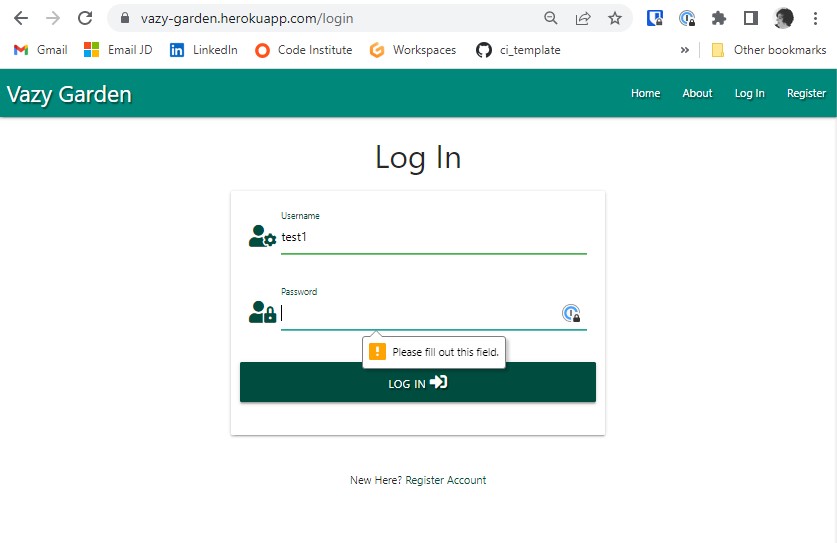 vazy-garden.herokuapp.com/login
Gmail Email JD LinkedIn Code Institute Workspaces ci_template » Other bookmarks
Vazy Garden Home About Log In Register
Log In
Username
test1
Password
Please fill out this field.
LOG IN
New Here? Register Account